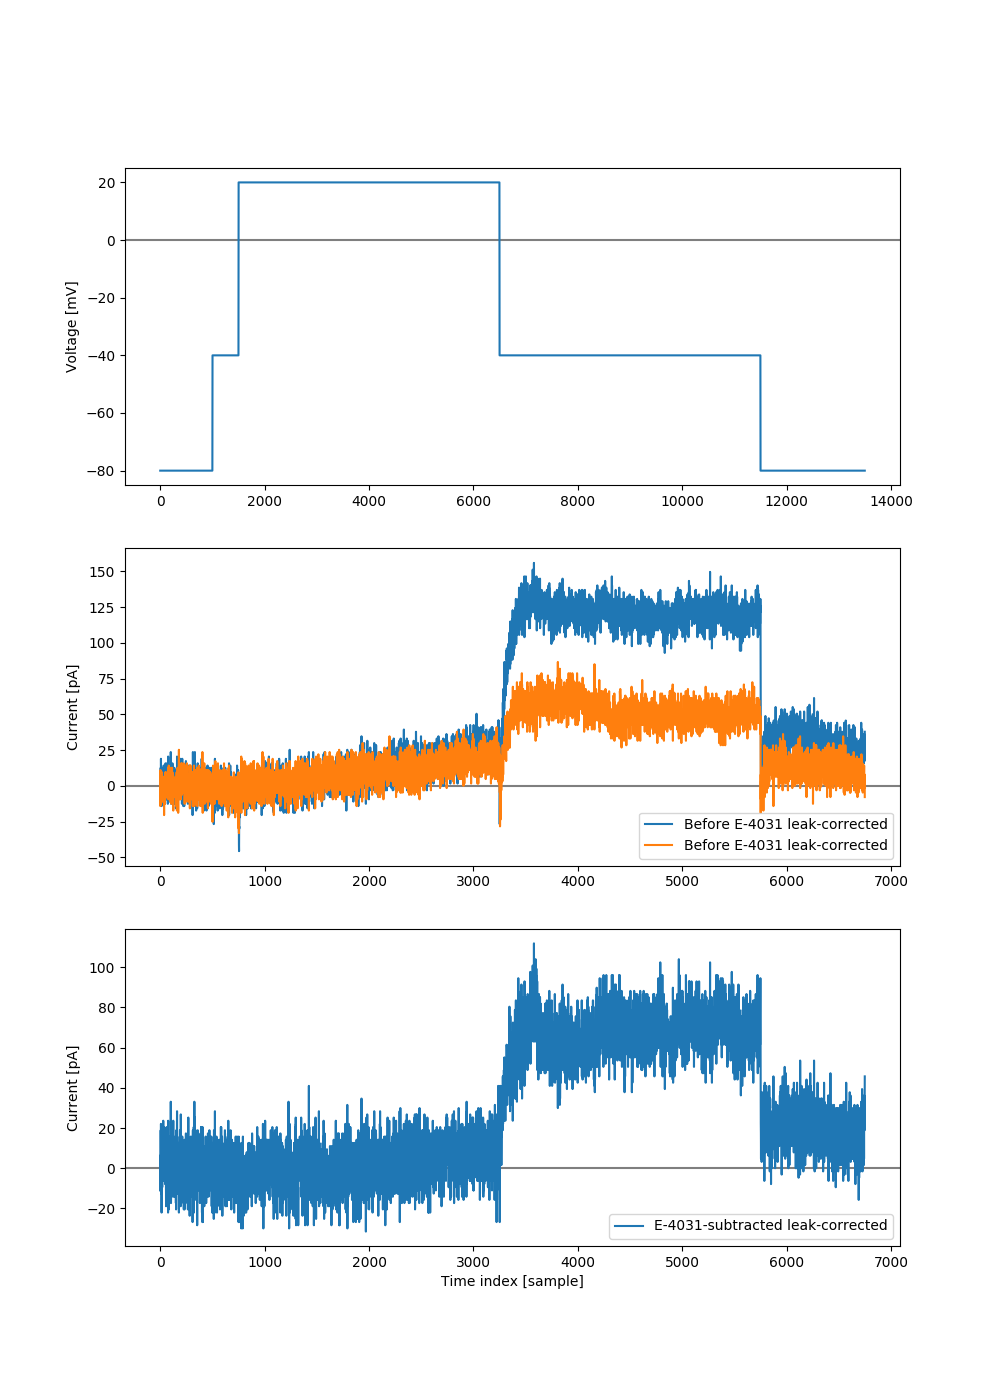 20
0
−20
−40
−60
−80
Voltage [mV]
0 2000 4000 6000 8000 10000 12000 14000
150
125
100
75
50
25
0
−25
−50
Current [pA]
Before E-4031 leak-corrected
Before E-4031 leak-corrected
0 1000 2000 3000 4000 5000 6000 7000
100
80
60
40
20
0
−20
Current [pA]
E-4031-subtracted leak-corrected
0 1000 2000 3000 4000 5000 6000 7000
Time index [sample]